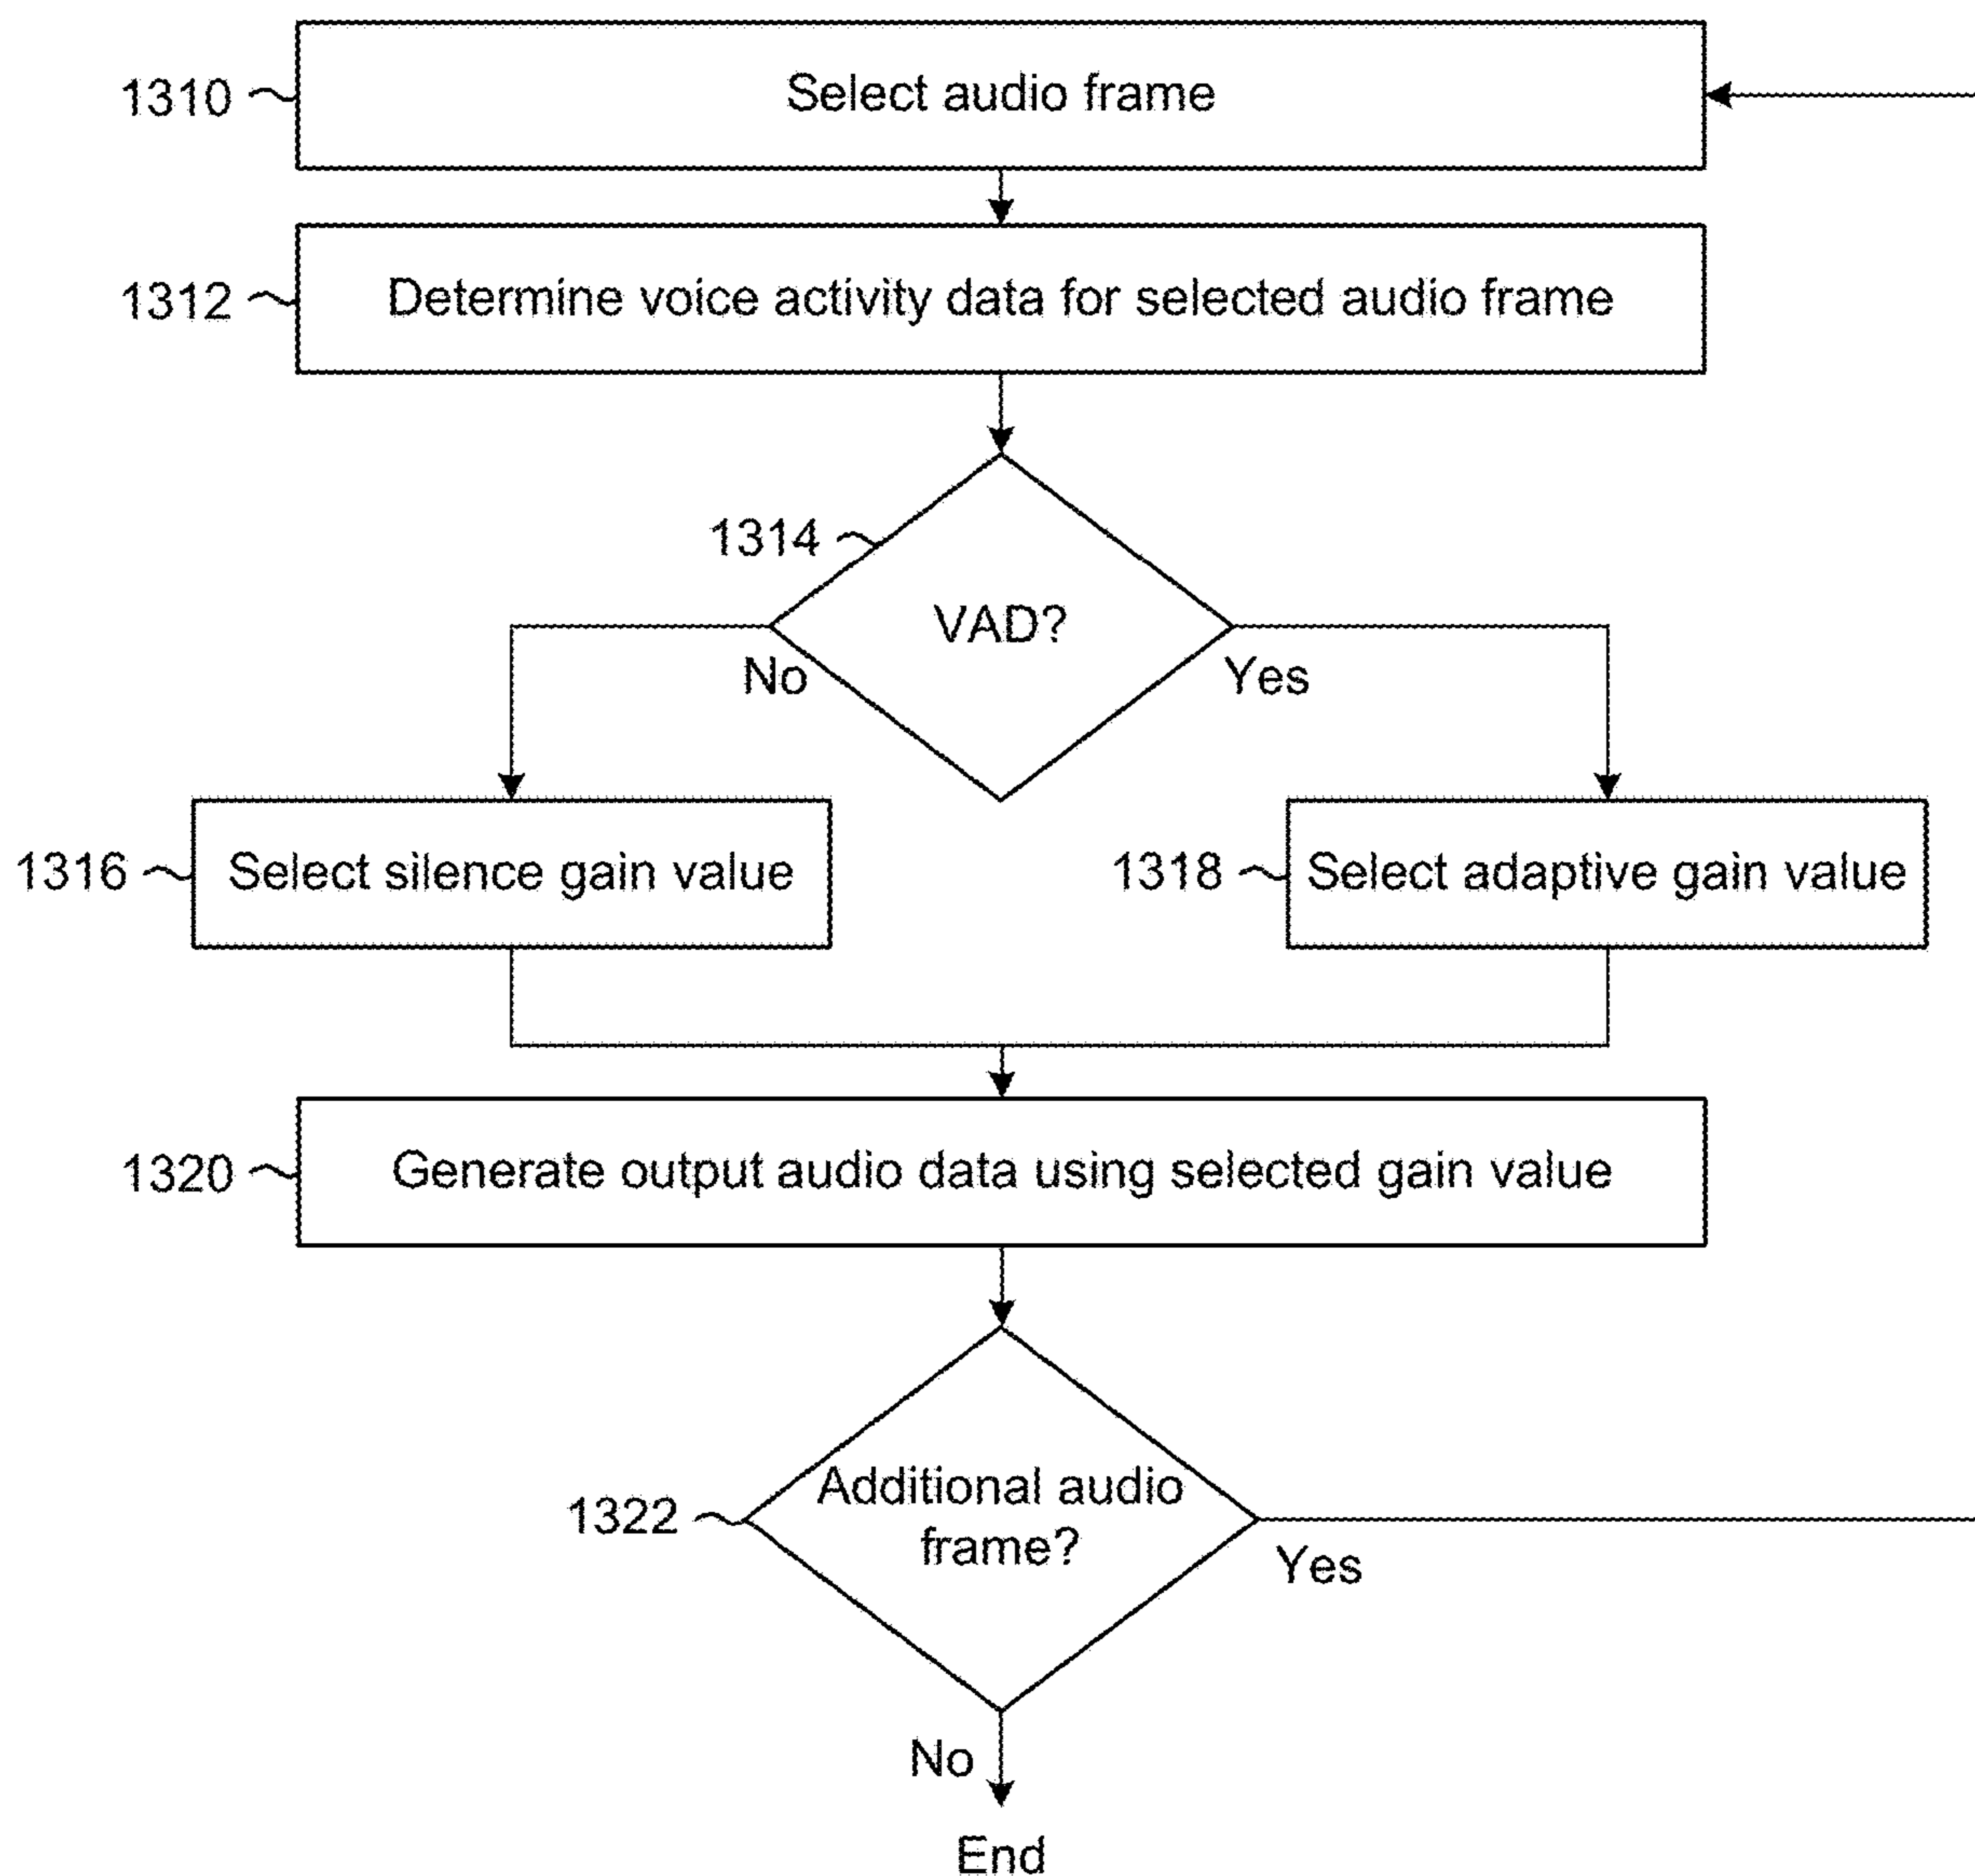 1310
Select audio frame
1312
Determine voice activity data for selected audio frame
1314
VAD?
No
Yes
1316
Select silence gain value
1318
Select adaptive gain value
1320
Generate output audio data using selected gain value
1322
Additional audio
frame?
Yes
No
End